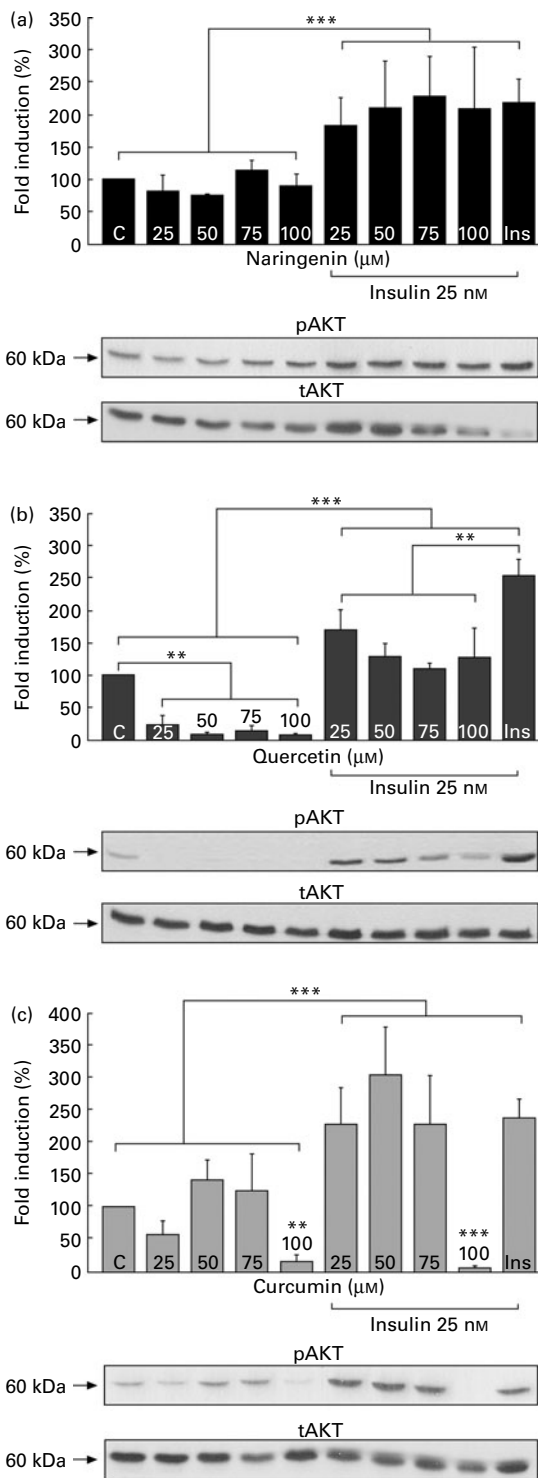 (a)
***
350
300
250
200
150
100
50
0
Fold induction (%)
C 25 50 75 100 25 50 75 100 Ins
Naringenin (μM)
Insulin 25 nM
pAKT
60 kDa
tAKT
60 kDa
(b)
***
**
**
350
300
250
200
150
100
50
0
Fold induction (%)
C 25 50 75 100 25 50 75 100 Ins
Quercetin (μM)
Insulin 25 nM
pAKT
60 kDa
tAKT
60 kDa
(c)
***
400
350
300
250
200
150
100
50
0
Fold induction (%)
** ***
C 25 50 75 100 25 50 75 100 Ins
Curcumin (μM)
Insulin 25 nM
pAKT
60 kDa
tAKT
60 kDa